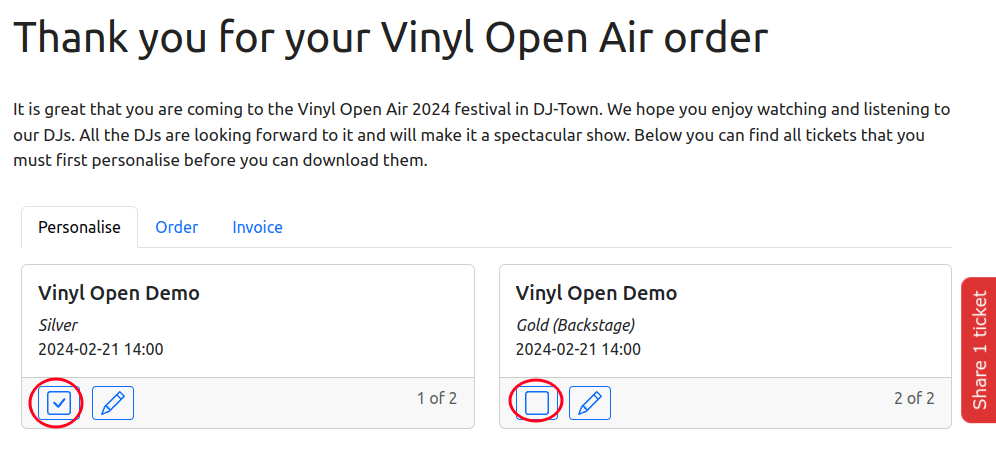 Thank you for your Vinyl Open Air order
It is great that you are coming to the Vinyl Open Air 2024 festival in DJ-Town. We hope you enjoy watching and listening to
our DJs. All the DJs are looking forward to it and will make it a spectacular show. Below you can find all tickets that you
must first personalise before you can download them.
Personalise Order Invoice
Vinyl Open Demo
Silver
2024-02-21 14:00
1 of 2
Vinyl Open Demo
Gold (Backstage)
2024-02-21 14:00
2 of 2
Share 1 ticket